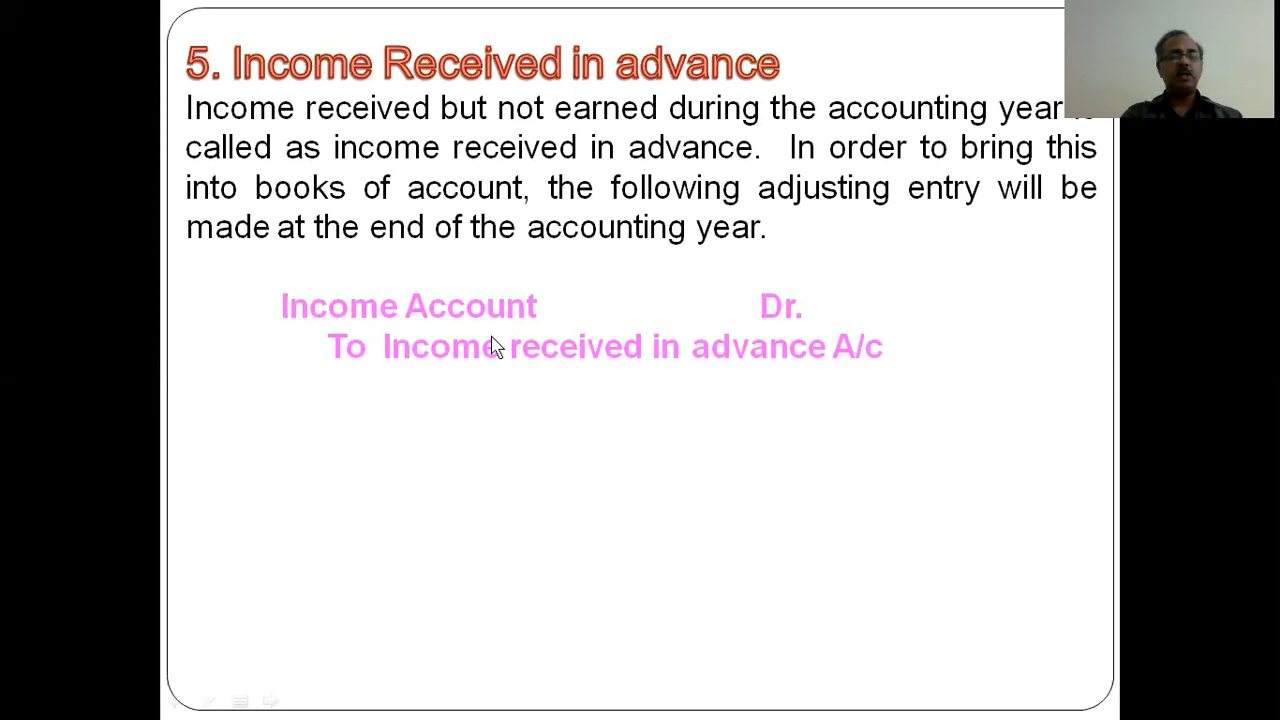 5. Income Received in advance
Income received but not earned during the accounting year
called as income received in advance. In order to bring this
into books of account, the following adjusting entry will be
made at the end of the accounting year.
Income Account Dr.
To Income received in advance A/c